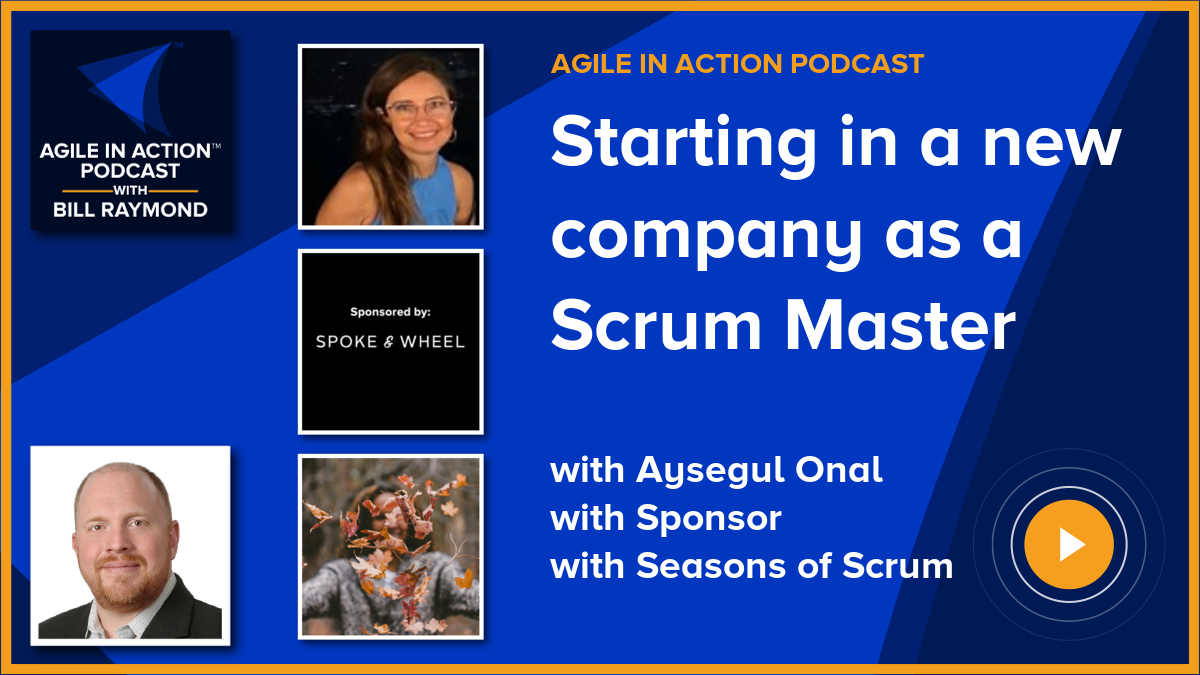 AGILE IN ACTION™
PODCAST
WITH
BILL RAYMOND
Sponsored by:
SPOKE & WHEEL
AGILE IN ACTION PODCAST
Starting in a new
company as a
Scrum Master
with Aysegul Onal
with Sponsor
with Seasons of Scrum